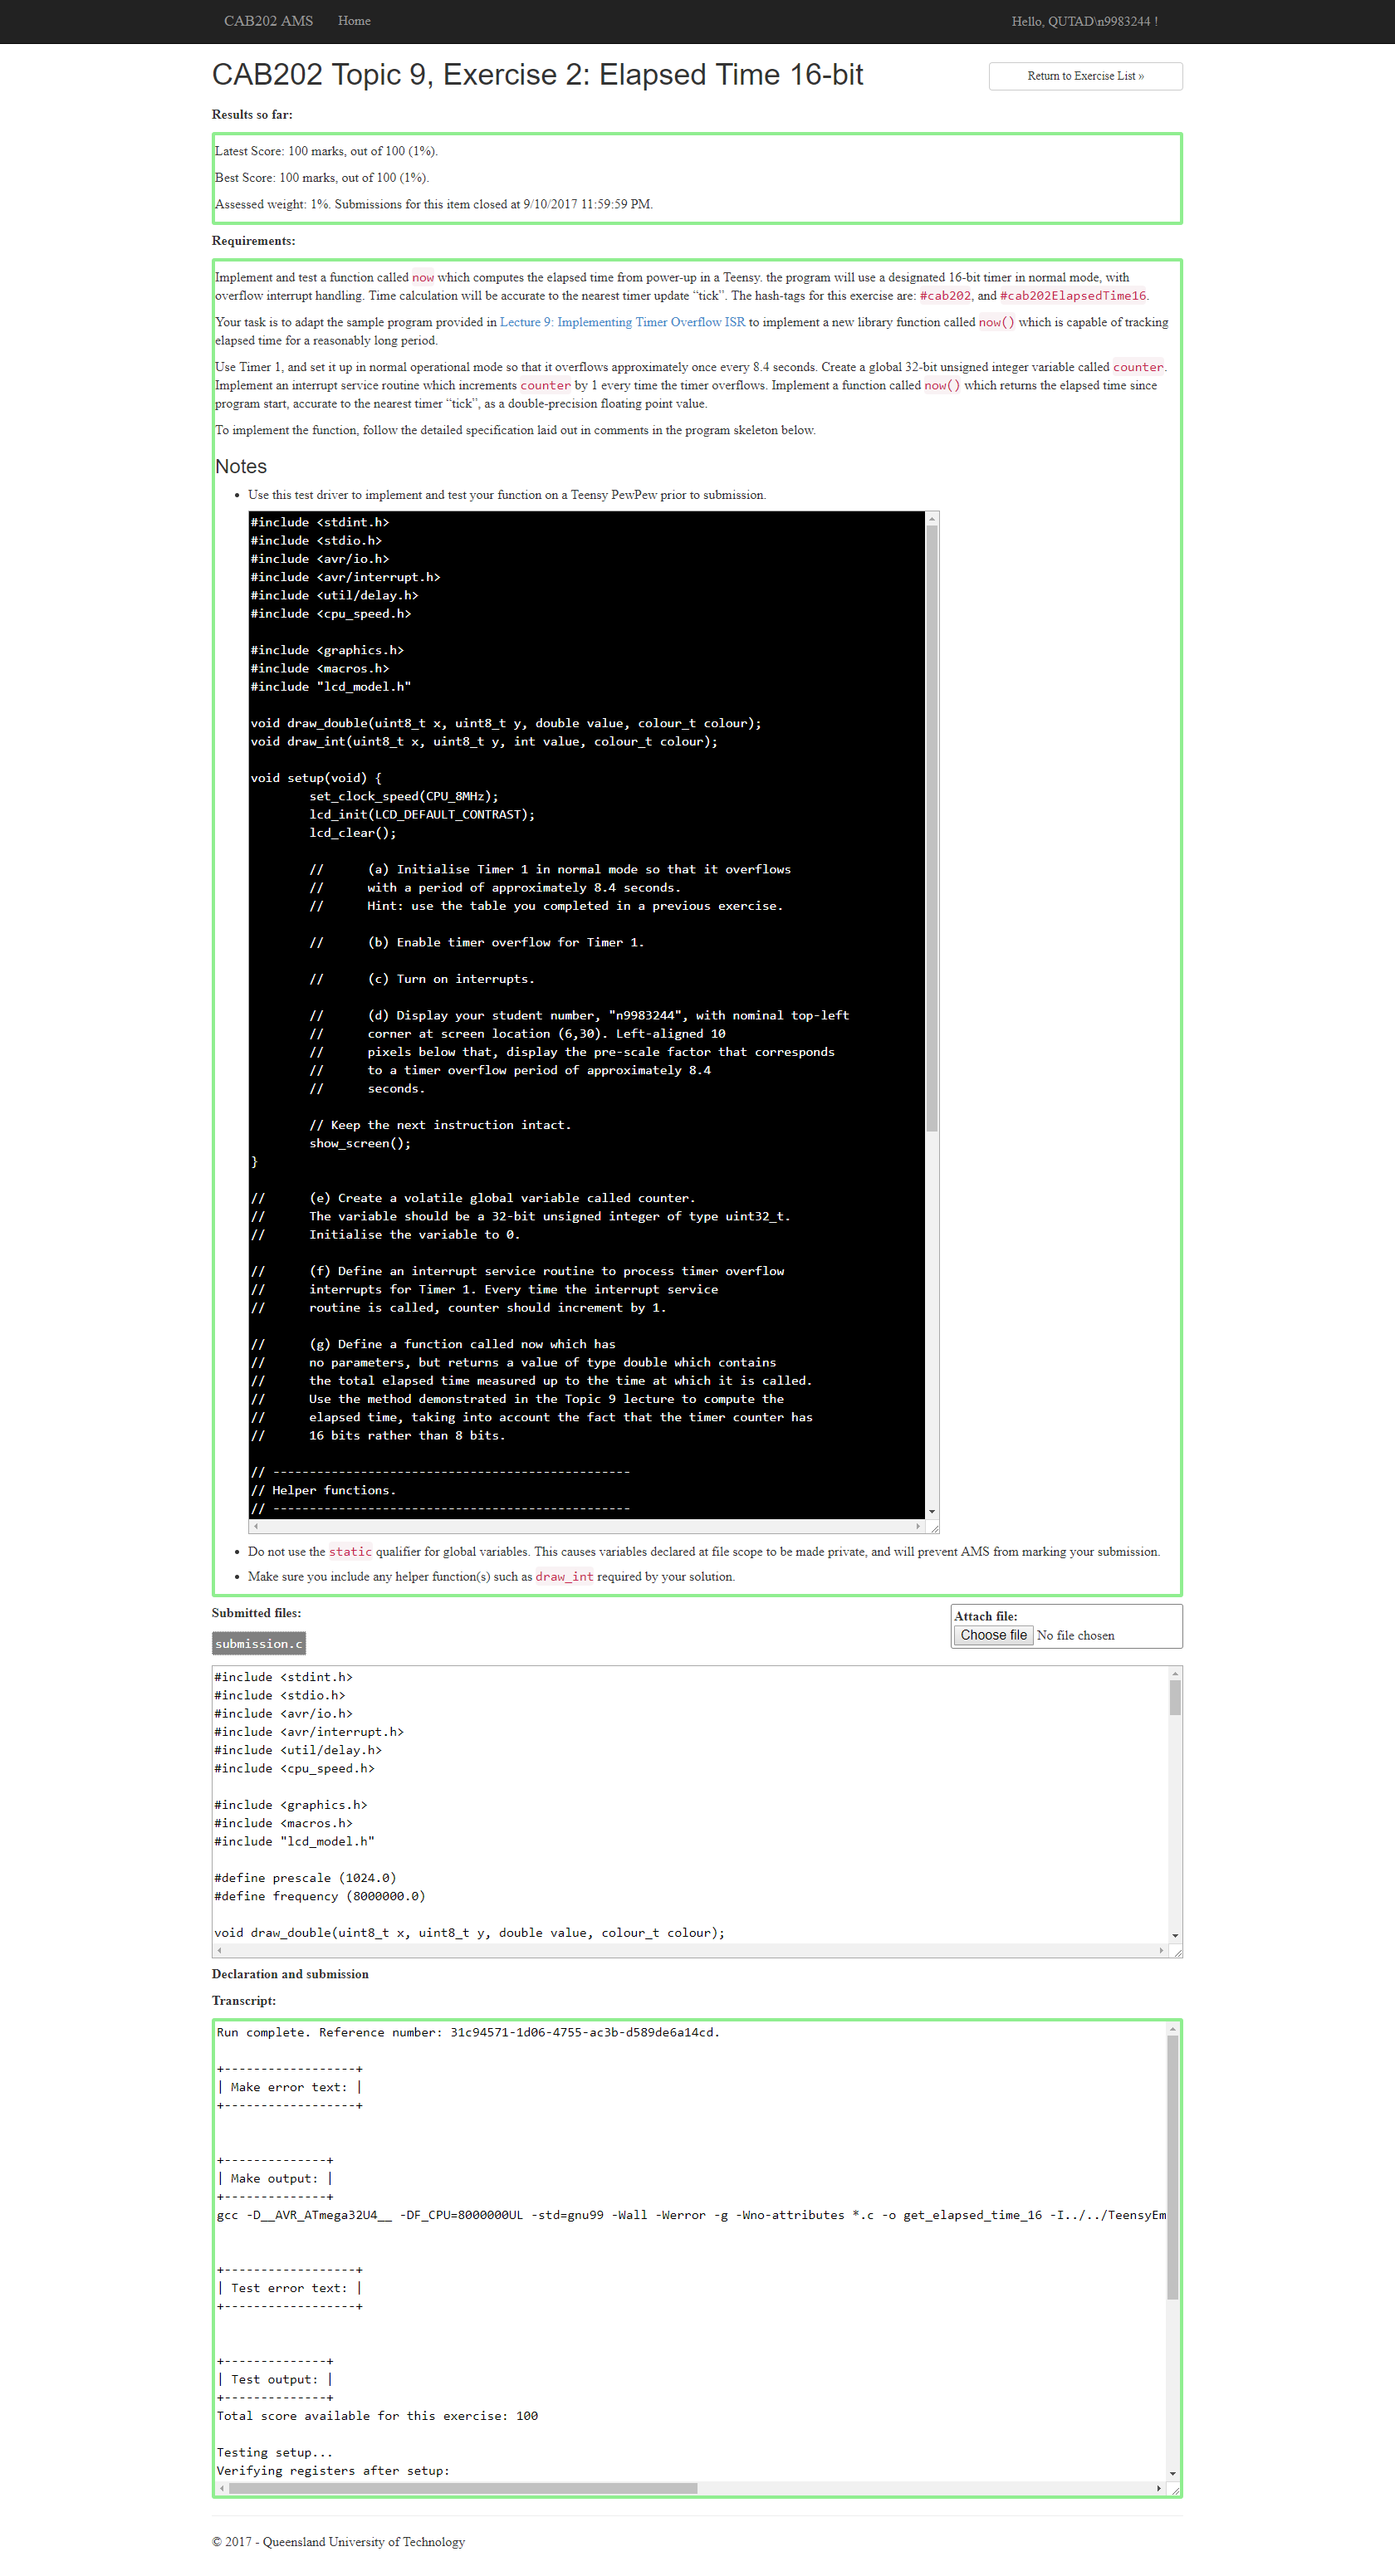 CAB202 AMS
Home
Hello, QUTAD\n9983244 !
CAB202 Topic 9, Exercise 2: Elapsed Time 16-bit
Return to Exercise List »
Results so far:
Latest Score: 100 marks, out of 100 (1%).
Best Score: 100 marks, out of 100 (1%).
Assessed weight: 1%. Submissions for this item closed at 9/10/2017 11:59:59 PM.
Requirements:
Implement and test a function called now which computes the elapsed time from power-up in a Teensy. the program will use a designated 16-bit timer in normal mode, with
overflow interrupt handling. Time calculation will be accurate to the nearest timer update “tick”. The hash-tags for this exercise are: #cab202, and #cab202ElapsedTime16.
Your task is to adapt the sample program provided in Lecture 9: Implementing Timer Overflow ISR to implement a new library function called now() which is capable of tracking
elapsed time for a reasonably long period.
Use Timer 1, and set it up in normal operational mode so that it overflows approximately once every 8.4 seconds. Create a global 32-bit unsigned integer variable called counter.
Implement an interrupt service routine which increments counter by 1 every time the timer overflows. Implement a function called now() which returns the elapsed time since
program start, accurate to the nearest timer “tick”, as a double-precision floating point value.
To implement the function, follow the detailed specification laid out in comments in the program skeleton below.
Notes
• Use this test driver to implement and test your function on a Teensy PewPew prior to submission.
#include <stdint.h>
#include <stdio.h>
#include <avr/io.h>
#include <avr/interrupt.h>
#include <util/delay.h>
#include <cpu_speed.h>
#include <graphics.h>
#include <macros.h>
#include "lcd_model.h"
void draw_double(uint8_t x, uint8_t y, double value, colour_t colour);
void draw_int(uint8_t x, uint8_t y, int value, colour_t colour);
void setup(void) {
set_clock_speed(CPU_8MHz);
lcd_init(LCD_DEFAULT_CONTRAST);
lcd_clear();
// (a) Initialise Timer 1 in normal mode so that it overflows
// with a period of approximately 8.4 seconds.
// Hint: use the table you completed in a previous exercise.
// (b) Enable timer overflow for Timer 1.
// (c) Turn on interrupts.
// (d) Display your student number, "n9983244", with nominal top-left
// corner at screen location (6,30). Left-aligned 10
// pixels below that, display the pre-scale factor that corresponds
// to a timer overflow period of approximately 8.4
// seconds.
// Keep the next instruction intact.
show_screen();
}
// (e) Create a volatile global variable called counter.
// The variable should be a 32-bit unsigned integer of type uint32_t.
// Initialise the variable to 0.
// (f) Define an interrupt service routine to process timer overflow
// interrupts for Timer 1. Every time the interrupt service
// routine is called, counter should increment by 1.
// (g) Define a function called now which has
// no parameters, but returns a value of type double which contains
// the total elapsed time measured up to the time at which it is called.
// Use the method demonstrated in the Topic 9 lecture to compute the
// elapsed time, taking into account the fact that the timer counter has
// 16 bits rather than 8 bits.
// -------------------------------------------------
// Helper functions.
// -------------------------------------------------
• Do not use the static qualifier for global variables. This causes variables declared at file scope to be made private, and will prevent AMS from marking your submission.
• Make sure you include any helper function(s) such as draw_int required by your solution.
Submitted files:
Attach file:
Choose file No file chosen
submission.c
#include <stdint.h>
#include <stdio.h>
#include <avr/io.h>
#include <avr/interrupt.h>
#include <util/delay.h>
#include <cpu_speed.h>
#include <graphics.h>
#include <macros.h>
#include "lcd_model.h"
#define prescale (1024.0)
#define frequency (8000000.0)
void draw_double(uint8_t x, uint8_t y, double value, colour_t colour);
Declaration and submission
Transcript:
Run complete. Reference number: 31c94571-1d06-4755-ac3b-d589de6a14cd.
+------------------+
| Make error text: |
+------------------+
+--------------+
| Make output: |
+--------------+
gcc -D__AVR_ATmega32U4__ -DF_CPU=8000000UL -std=gnu99 -Wall -Werror -g -Wno-attributes *.c -o get_elapsed_time_16 -I../../TeensyEm
+------------------+
| Test error text: |
+------------------+
+--------------+
| Test output: |
+--------------+
Total score available for this exercise: 100
Testing setup...
Verifying registers after setup:
© 2017 - Queensland University of Technology